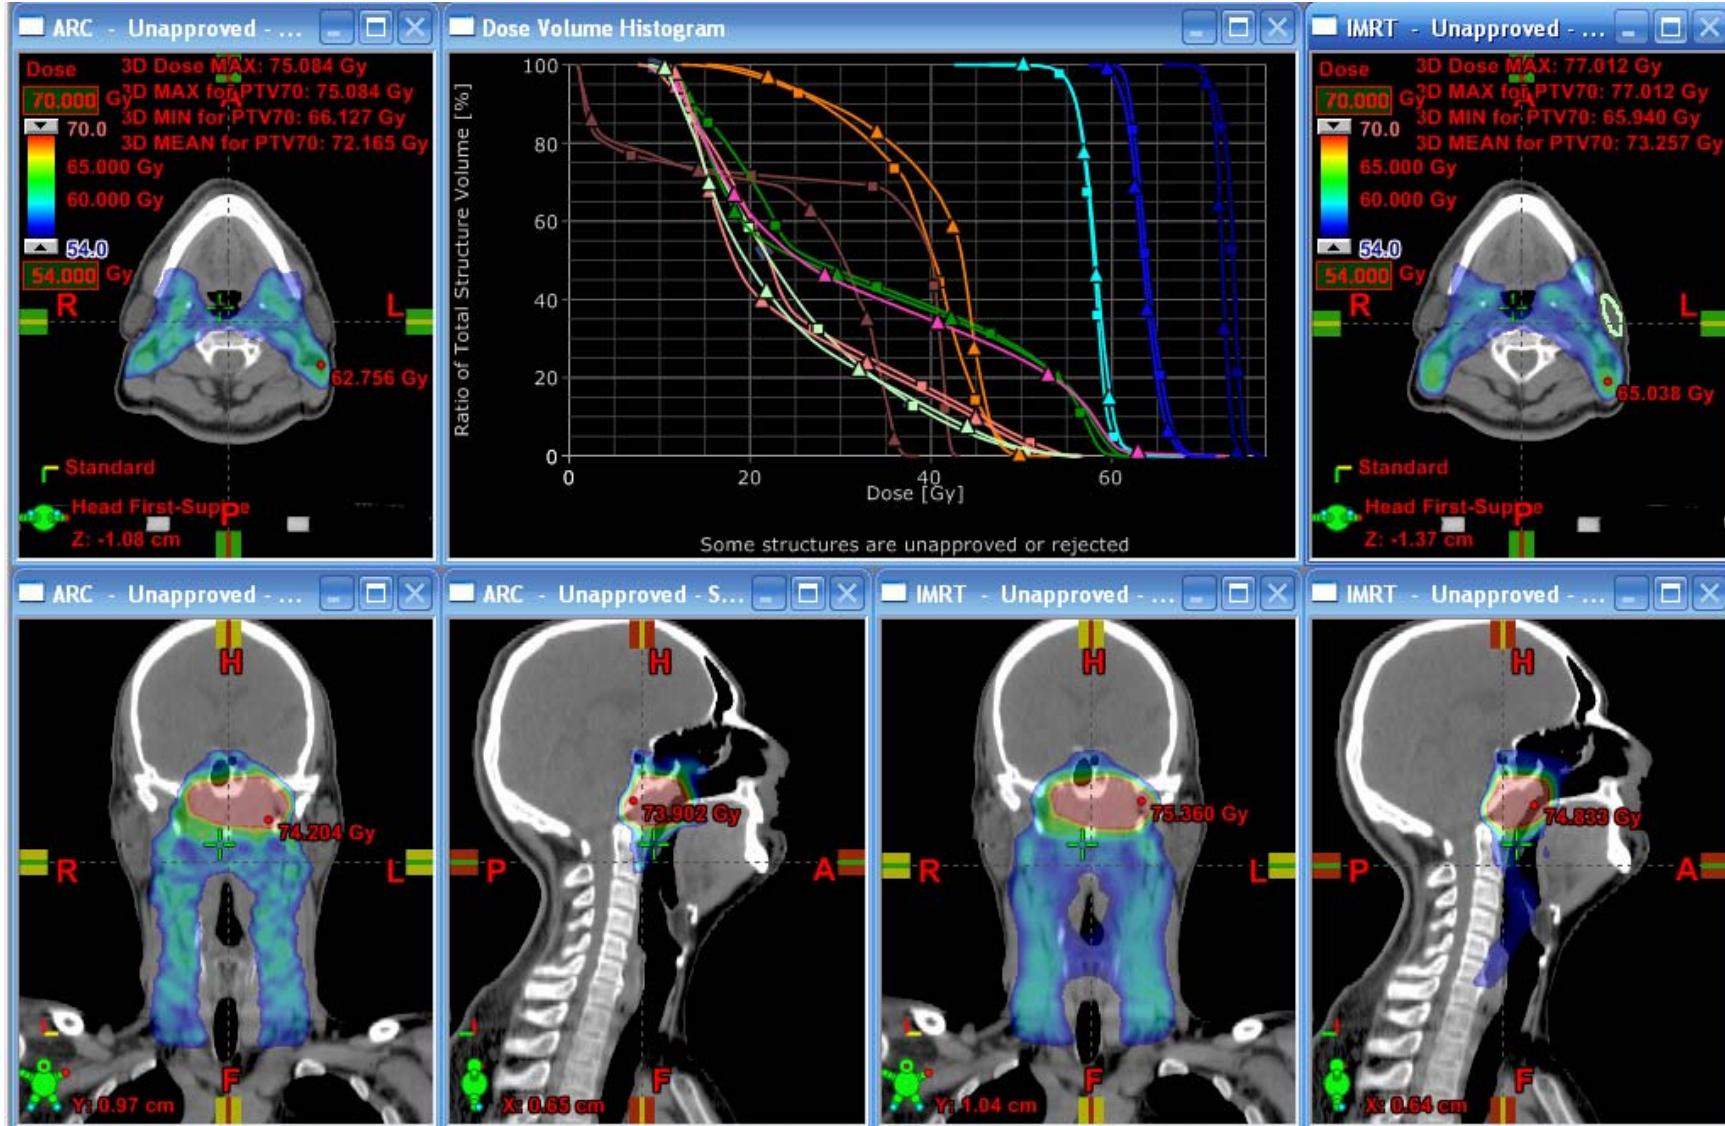 ARC - Unapproved - ...
Dose
3D Dose MAX: 75.084 Gy
70.000 Gy
3D MAX for PTV70: 75.084 Gy
A
70.0
3D MIN for PTV70: 66.127 Gy
3D MEAN for PTV70: 72.165 Gy
65.000 Gy
60.000 Gy
54.0
54.000 Gy
R
L
62.756 Gy
Standard
Head First-Supine
P
Z: -1.08 cm
Dose Volume Histogram
Ratio of Total Structure Volume [%]
100
80
60
40
20
0
0
20
40
60
Dose [Gy]
Some structures are unapproved or rejected
IMRT - Unapproved - ...
Dose
3D Dose MAX: 77.012 Gy
70.000 Gy
3D MAX for PTV70: 77.012 Gy
A
70.0
3D MIN for PTV70: 65.940 Gy
3D MEAN for PTV70: 73.257 Gy
65.000 Gy
60.000 Gy
54.0
54.000 Gy
R
L
65.038 Gy
Standard
Head First-Supine
P
Z: -1.37 cm
ARC - Unapproved - ...
H
74.204 Gy
R
L
F
Y: 0.97 cm
ARC - Unapproved - S...
H
73.902 Gy
P
A
F
X: 0.65 cm
IMRT - Unapproved - ...
H
75.360 Gy
R
L
F
Y: 1.04 cm
IMRT - Unapproved - ...
H
74.833 Gy
P
A
F
X: 0.64 cm